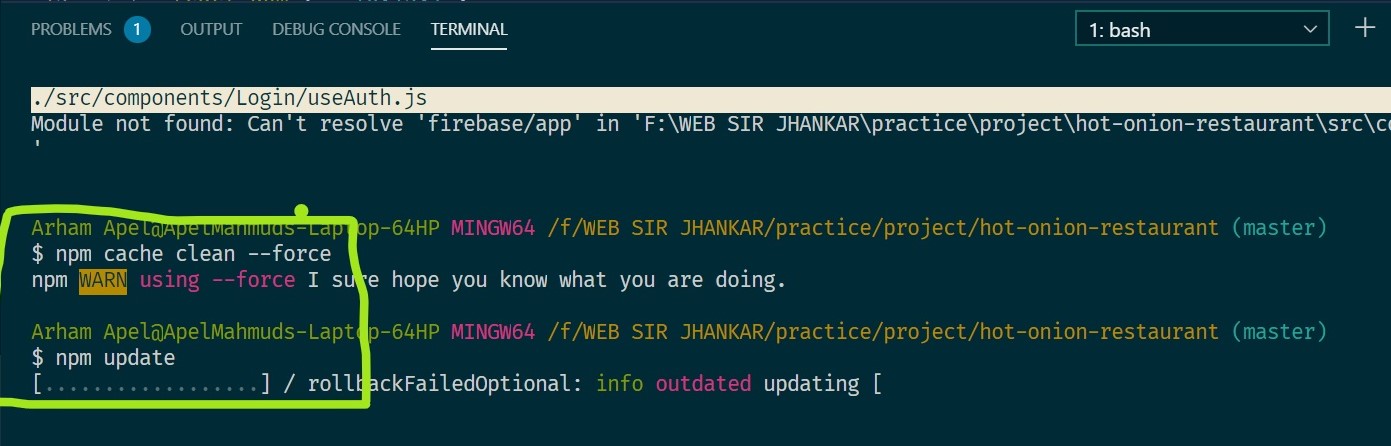 PROBLEMS 1 OUTPUT DEBUG CONSOLE TERMINAL 1: bash
./src/components/Login/useAuth.js
Module not found: Can't resolve 'firebase/app' in 'F:\WEB SIR JHANKAR\practice\project\hot-onion-restaurant\src\co
'
Arham Apel@ApelMahmuds-Laptop-64HP MINGW64 /f/WEB SIR JHANKAR/practice/project/hot-onion-restaurant (master)
$ npm cache clean --force
npm WARN using --force I sure hope you know what you are doing.
Arham Apel@ApelMahmuds-Laptop-64HP MINGW64 /f/WEB SIR JHANKAR/practice/project/hot-onion-restaurant (master)
$ npm update
[..................] / rollbackFailedOptional: info outdated updating [